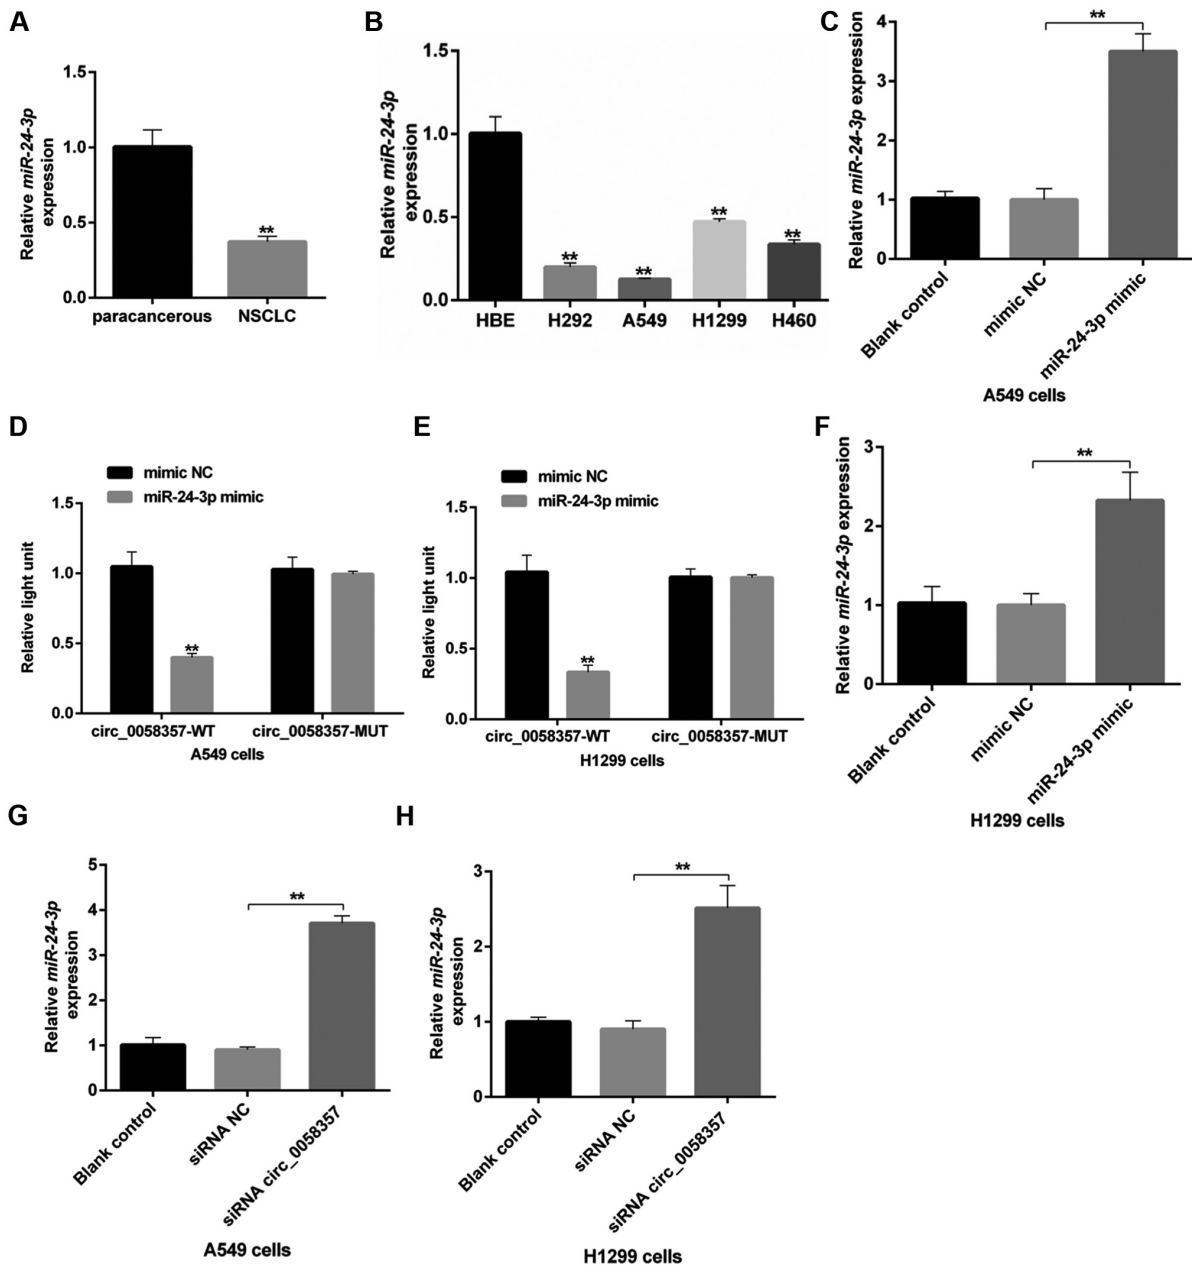 A
Relative miR-24-3p
expression
1.5
1.0
0.5
0.0
**
paracancerous
NSCLC
B
Relative miR-24-3p
expression
1.5
1.0
0.5
0.0
**
**
**
**
HBE
H292
A549
H1299
H460
C
Relative miR-24-3p expression
4
3
2
1
0
**
Blank control
mimic NC
miR-24-3p mimic
A549 cells
D
mimic NC
miR-24-3p mimic
Relative light unit
1.5
1.0
0.5
0.0
**
circ_0058357-WT
circ_0058357-MUT
A549 cells
E
mimic NC
miR-24-3p mimic
Relative light unit
1.5
1.0
0.5
0.0
**
circ_0058357-WT
circ_0058357-MUT
H1299 cells
F
Relative miR-24-3p expression
3
2
1
0
**
Blank control
mimic NC
miR-24-3p mimic
H1299 cells
G
Relative miR-24-3p
expression
5
4
3
2
1
0
**
Blank control
siRNA NC
siRNA circ_0058357
A549 cells
H
Relative miR-24-3p
expression
3
2
1
0
**
Blank control
siRNA NC
siRNA circ_0058357
H1299 cells